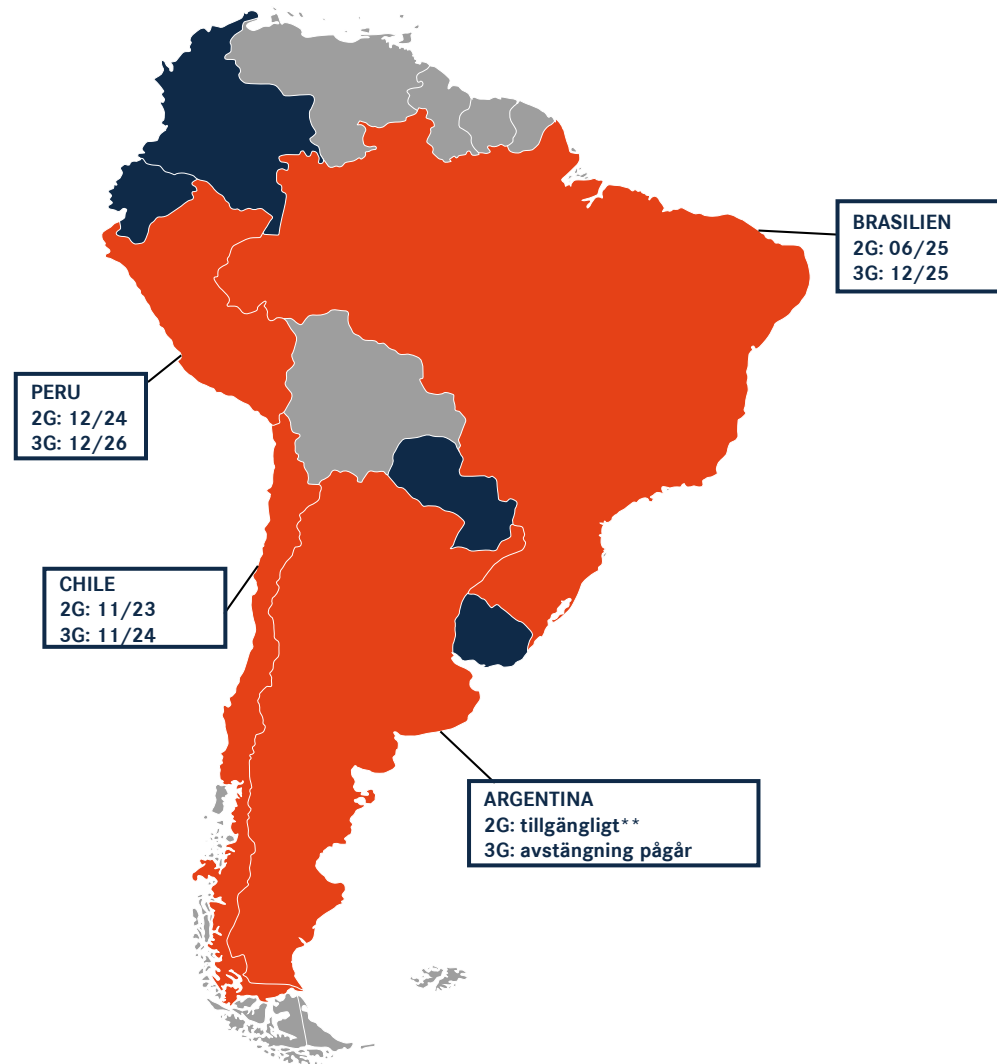 BRASILIEN
2G: 06/25
3G: 12/25
PERU
2G: 12/24
3G: 12/26
CHILE
2G: 11/23
3G: 11/24
ARGENTINA
2G: tillgängligt**
3G: avstängning pågår